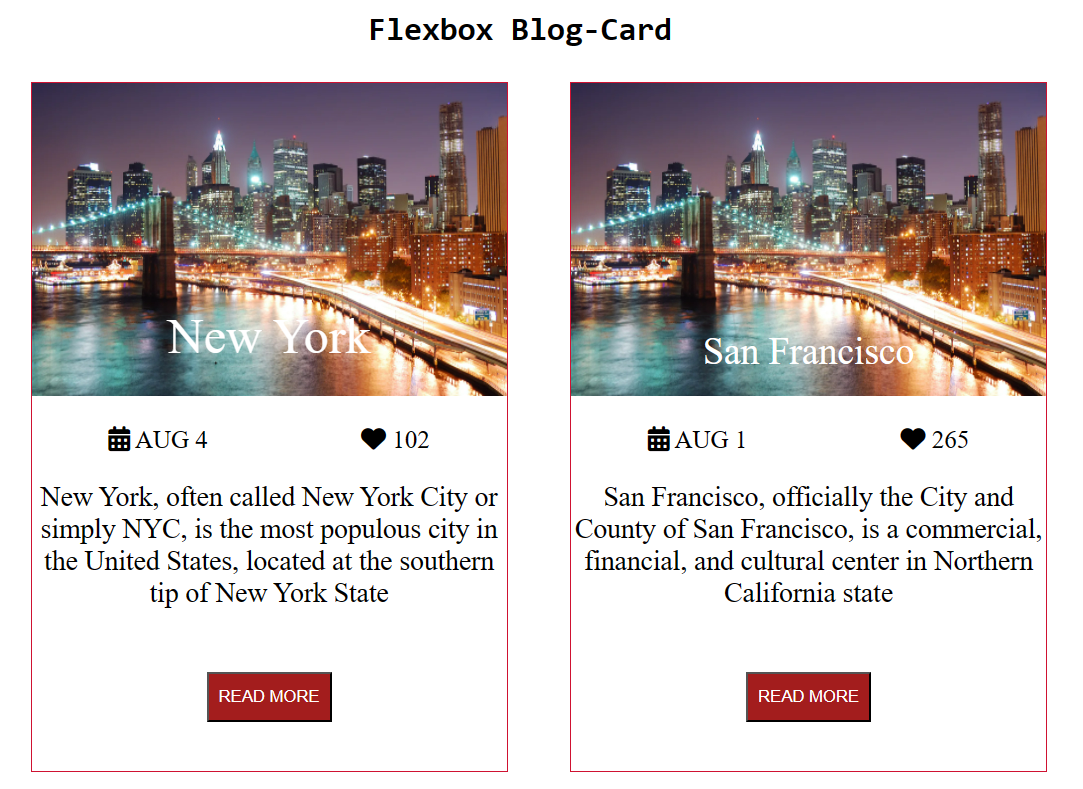 Flexbox Blog-Card
New York
AUG 4 102
New York, often called New York City or
simply NYC, is the most populous city in
the United States, located at the southern
tip of New York State
READ MORE
San Francisco
AUG 1 265
San Francisco, officially the City and
County of San Francisco, is a commercial,
financial, and cultural center in Northern
California state
READ MORE